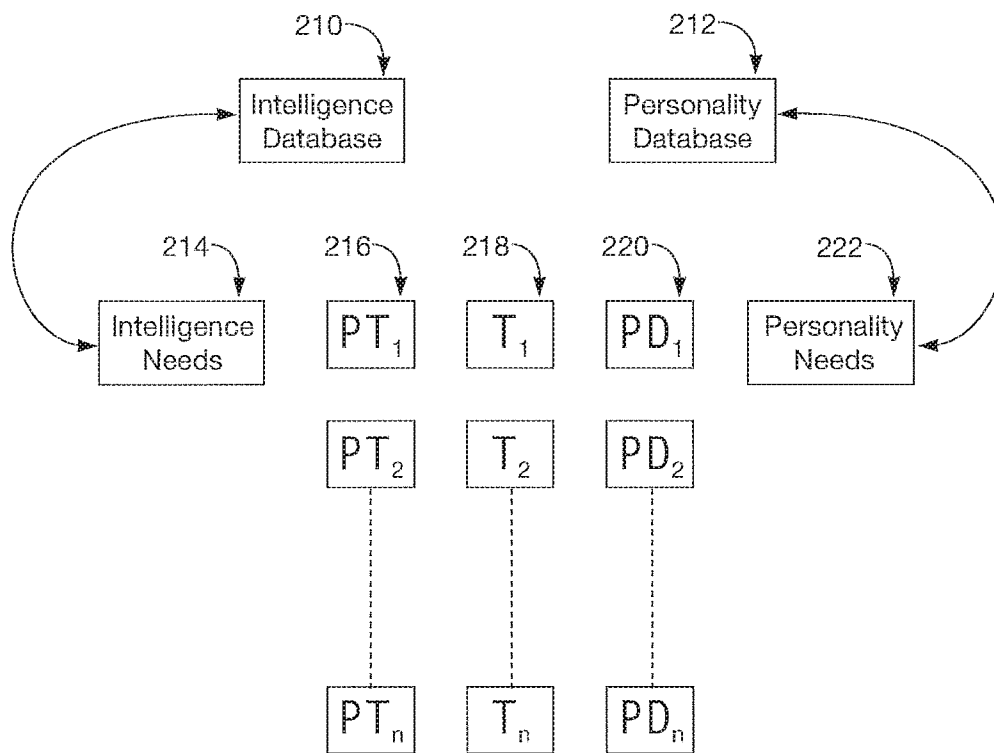 210
212
Intelligence
Database
Personality
Database
214
216
218
220
222
Intelligence
Needs
PT₁
T₁
PD₁
Personality
Needs
PT₂
T₂
PD₂
PTₙ
Tₙ
PDₙ